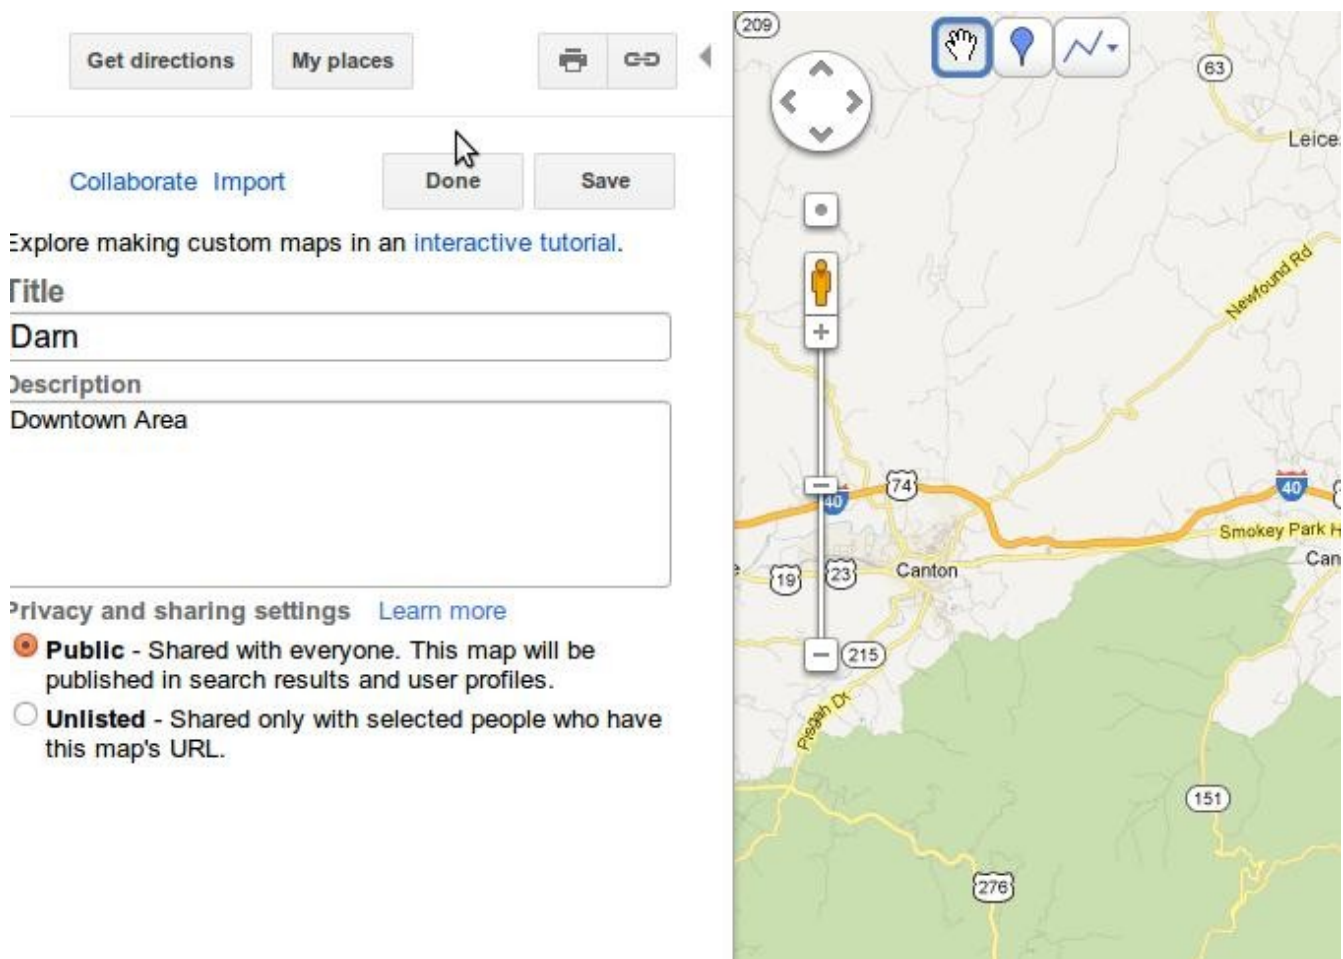 Get directions
My places
Collaborate Import
Done
Save
Explore making custom maps in an interactive tutorial.
Title
Darn
Description
Downtown Area
Privacy and sharing settings Learn more
Public - Shared with everyone. This map will be
published in search results and user profiles.
Unlisted - Shared only with selected people who have
this map's URL.
209
63
Leice
Newfound Rd
74
40
40
Smokey Park H
19
23
Canton
Can
215
Pisgah Dr
151
276